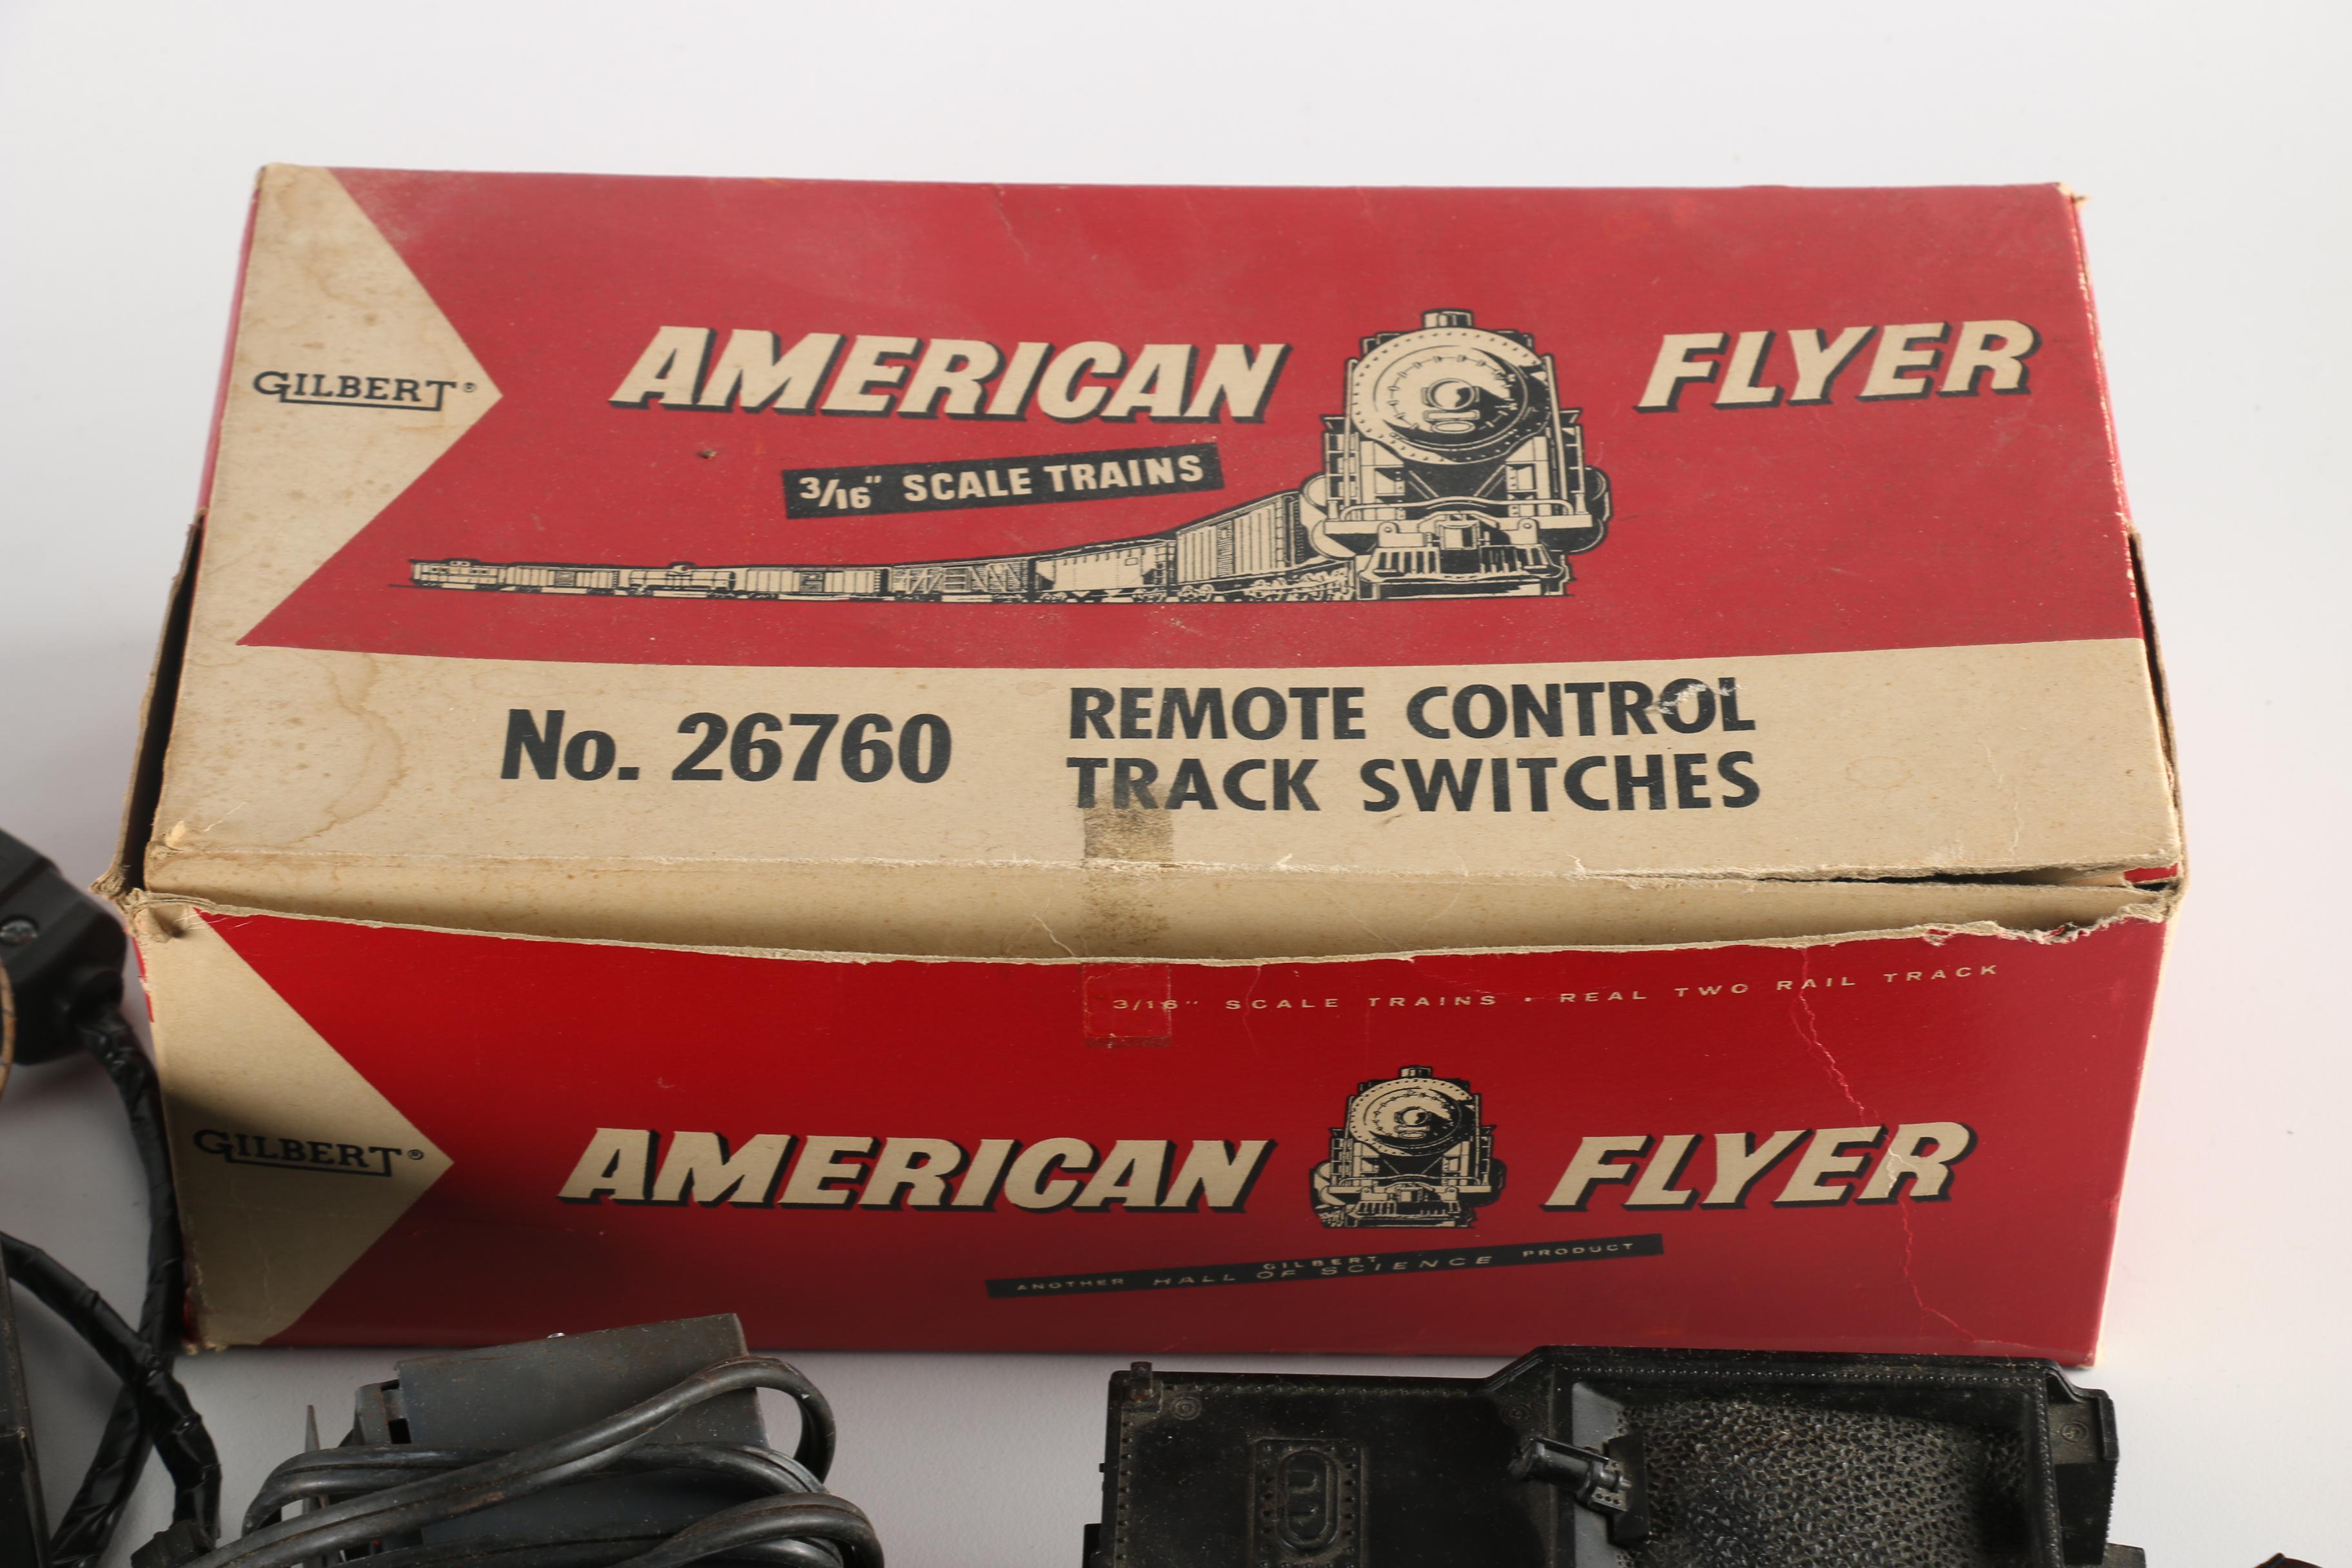 GILBERT®
AMERICAN FLYER
3/16" SCALE TRAINS
No. 26760
REMOTE CONTROL
TRACK SWITCHES
3/16" SCALE TRAINS • REAL TWO RAIL TRACK
GILBERT®
AMERICAN FLYER
ANOTHER GILBERT HALL OF SCIENCE PRODUCT